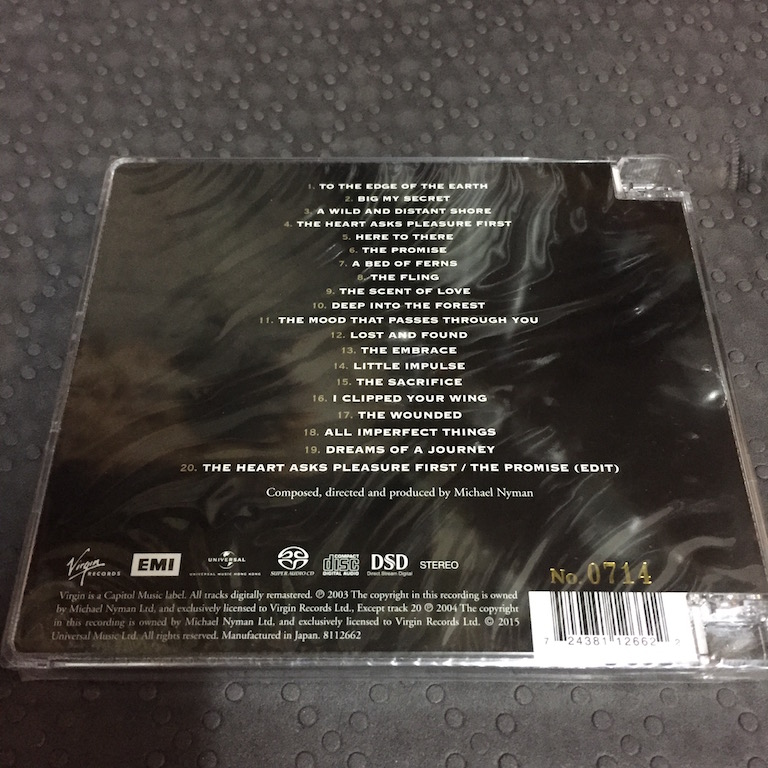 1. TO THE EDGE OF THE EARTH
2. BIG MY SECRET
3. A WILD AND DISTANT SHORE
4. THE HEART ASKS PLEASURE FIRST
5. HERE TO THERE
6. THE PROMISE
7. A BED OF FERNS
8. THE FLING
9. THE SCENT OF LOVE
10. DEEP INTO THE FOREST
11. THE MOOD THAT PASSES THROUGH YOU
12. LOST AND FOUND
13. THE EMBRACE
14. LITTLE IMPULSE
15. THE SACRIFICE
16. I CLIPPED YOUR WING
17. THE WOUNDED
18. ALL IMPERFECT THINGS
19. DREAMS OF A JOURNEY
20. THE HEART ASKS PLEASURE FIRST / THE PROMISE (EDIT)
Composed, directed and produced by Michael Nyman
Virgin RECORDS
EMI
UNIVERSAL
UNIVERSAL MUSIC HONG KONG
SUPER AUDIO CD
COMPACT disc DIGITAL AUDIO
DSD
Direct Stream Digital
STEREO
No. 0714
Virgin is a Capitol Music label. All tracks digitally remastered. ℗ 2003 The copyright in this recording is owned
by Michael Nyman Ltd, and exclusively licensed to Virgin Records Ltd., Except track 20 ℗ 2004 The copyright
in this recording is owned by Michael Nyman Ltd, and exclusively licensed to Virgin Records Ltd. © 2015
Universal Music Ltd. All rights reserved. Manufactured in Japan. 8112662
7 24381 12662 2